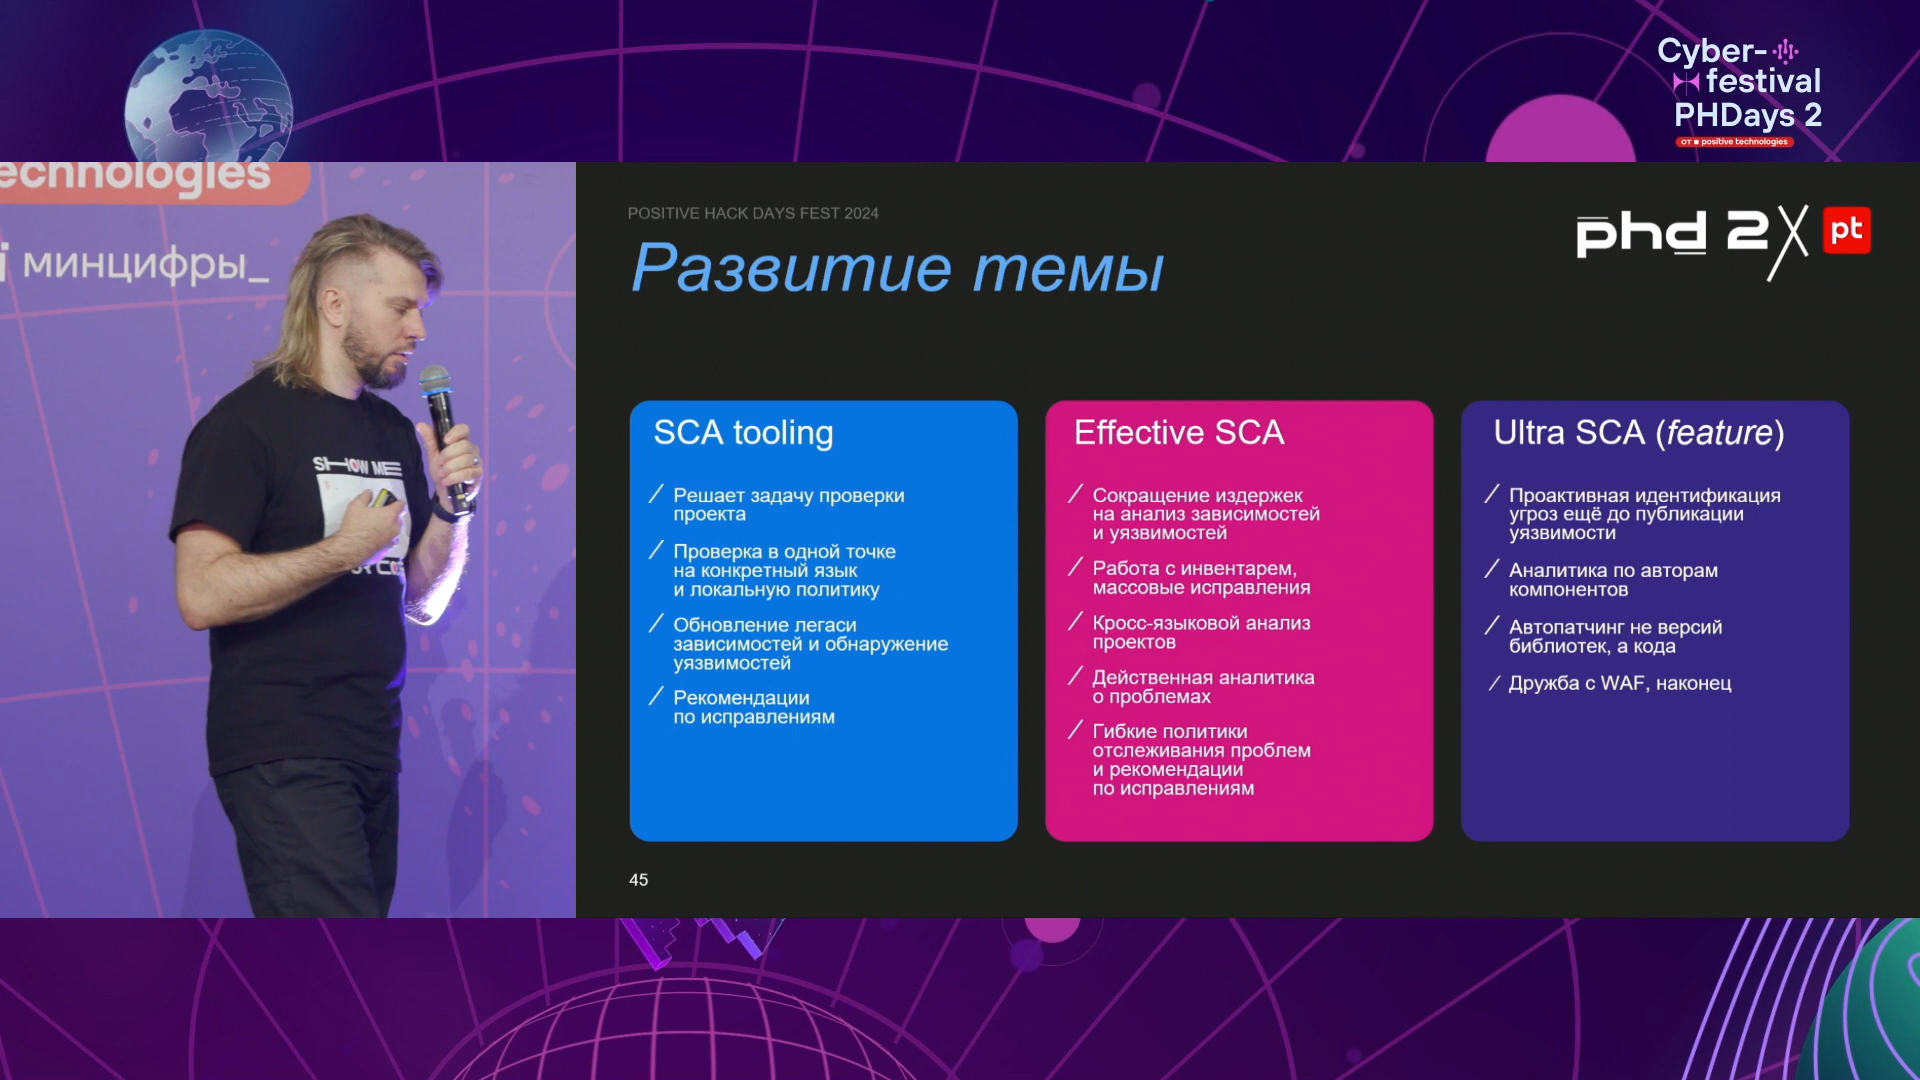 Cyber-
festival
PHDays 2
от positive technologies
echnologies
минцифры_
SHOW ME
POSITIVE HACK DAYS FEST 2024
phd 2
pt
Развитие темы
SCA tooling
/ Решает задачу проверки
проекта
/ Проверка в одной точке
на конкретный язык
и локальную политику
/ Обновление легаси
зависимостей и обнаружение
уязвимостей
/ Рекомендации
по исправлениям
Effective SCA
/ Сокращение издержек
на анализ зависимостей
и уязвимостей
/ Работа с инвентарем,
массовые исправления
/ Кросс-языковой анализ
проектов
/ Действенная аналитика
о проблемах
/ Гибкие политики
отслеживания проблем
и рекомендации
по исправлениям
Ultra SCA (feature)
/ Проактивная идентификация
угроз ещё до публикации
уязвимости
/ Аналитика по авторам
компонентов
/ Автопатчинг не версий
библиотек, а кода
/ Дружба с WAF, наконец
45